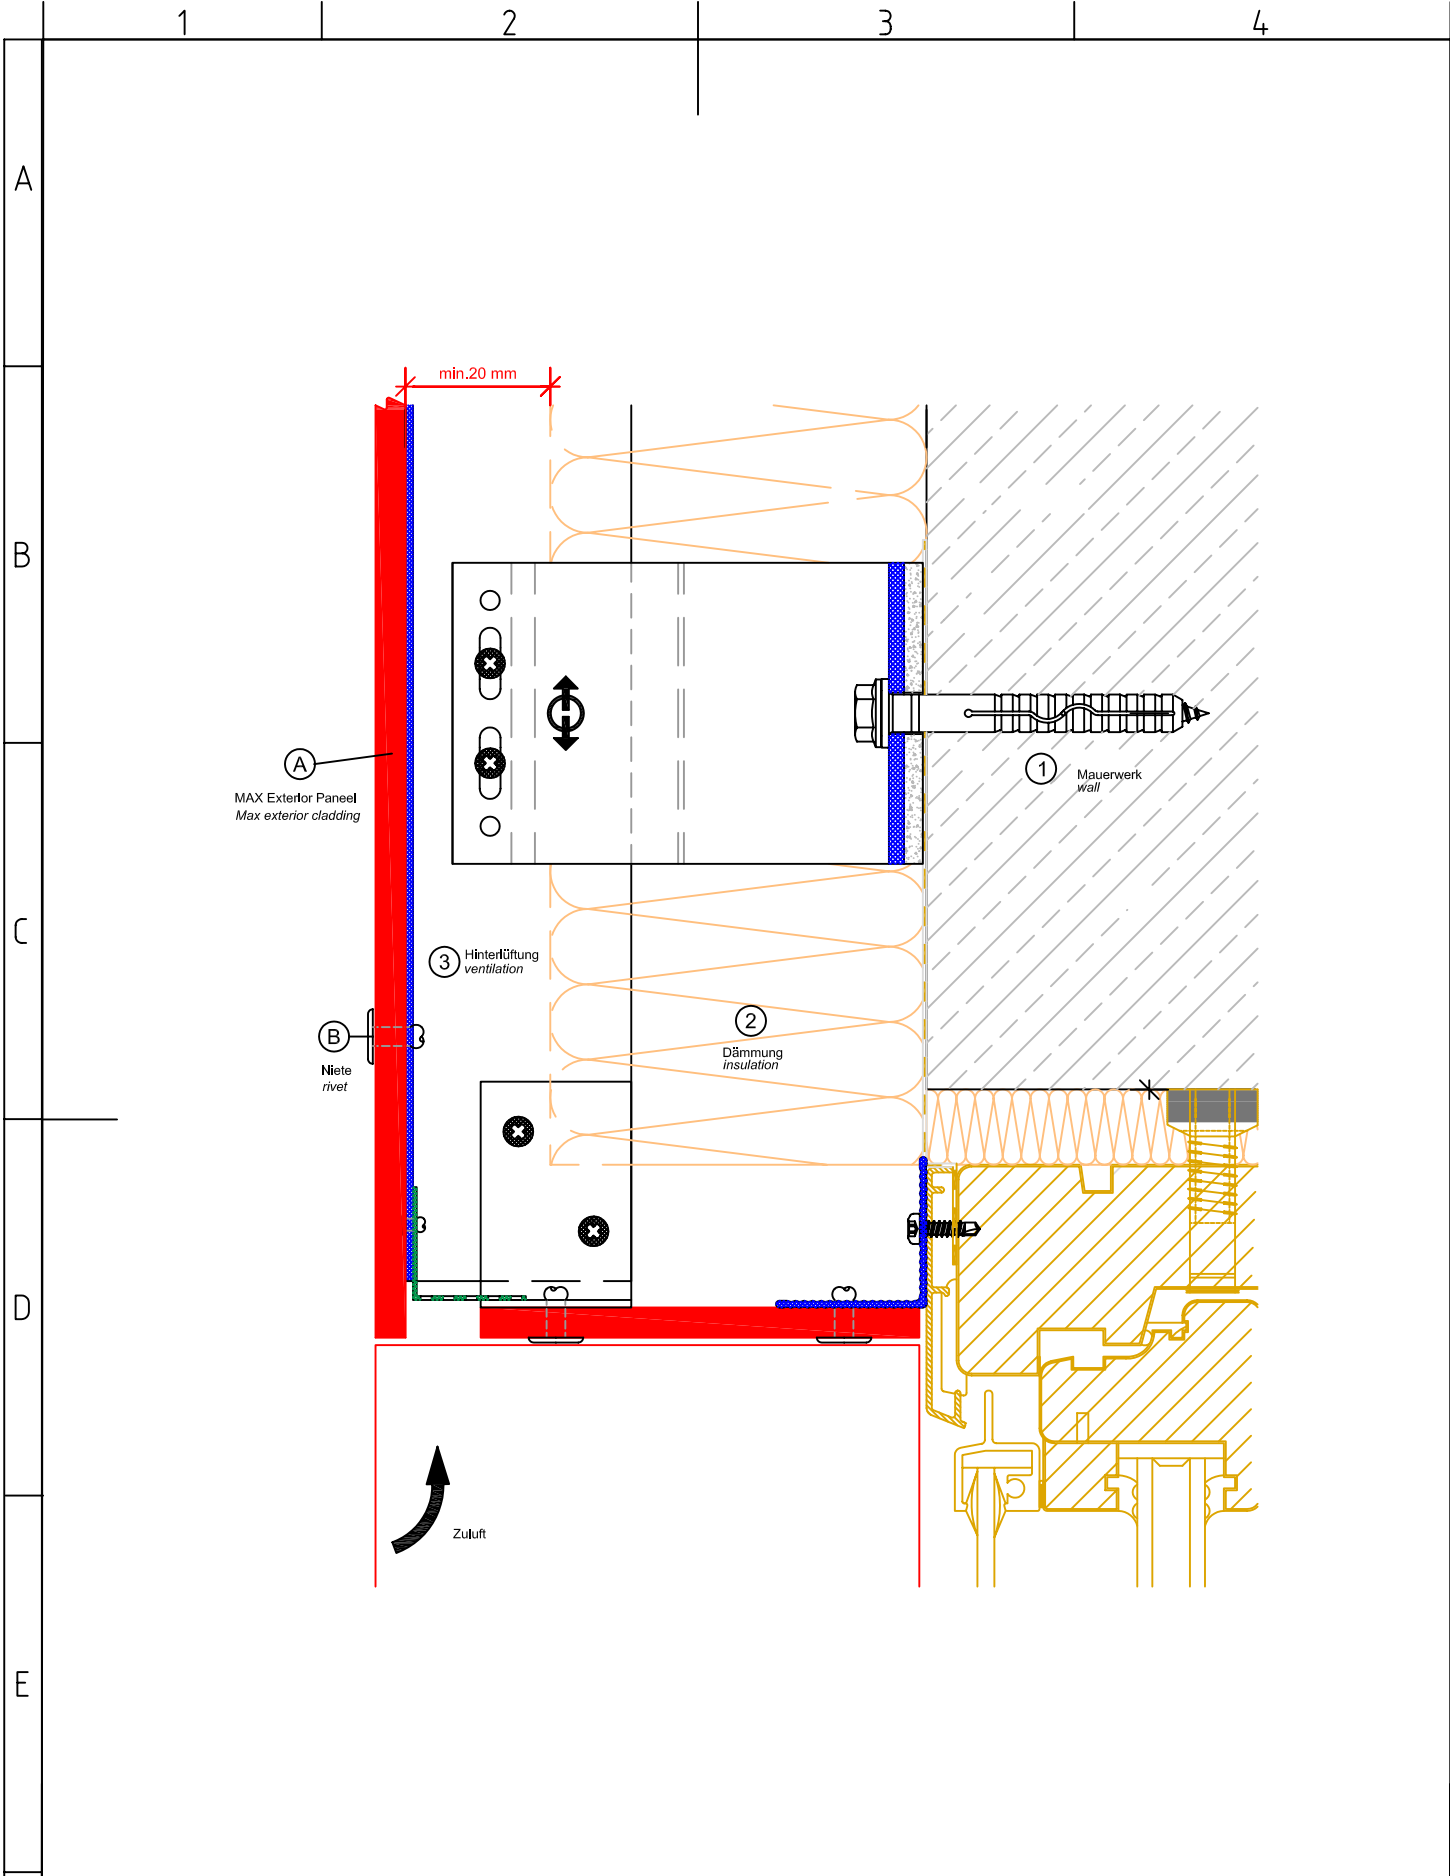 1 2 3 4
A
min.20 mm
B
A
1
Mauerwerk
wall
MAX Exterior Paneel
Max exterior cladding
C
3
Hinterlüftung
ventilation
2
B
Dämmung
insulation
Niete
rivet
D
Zuluft
E